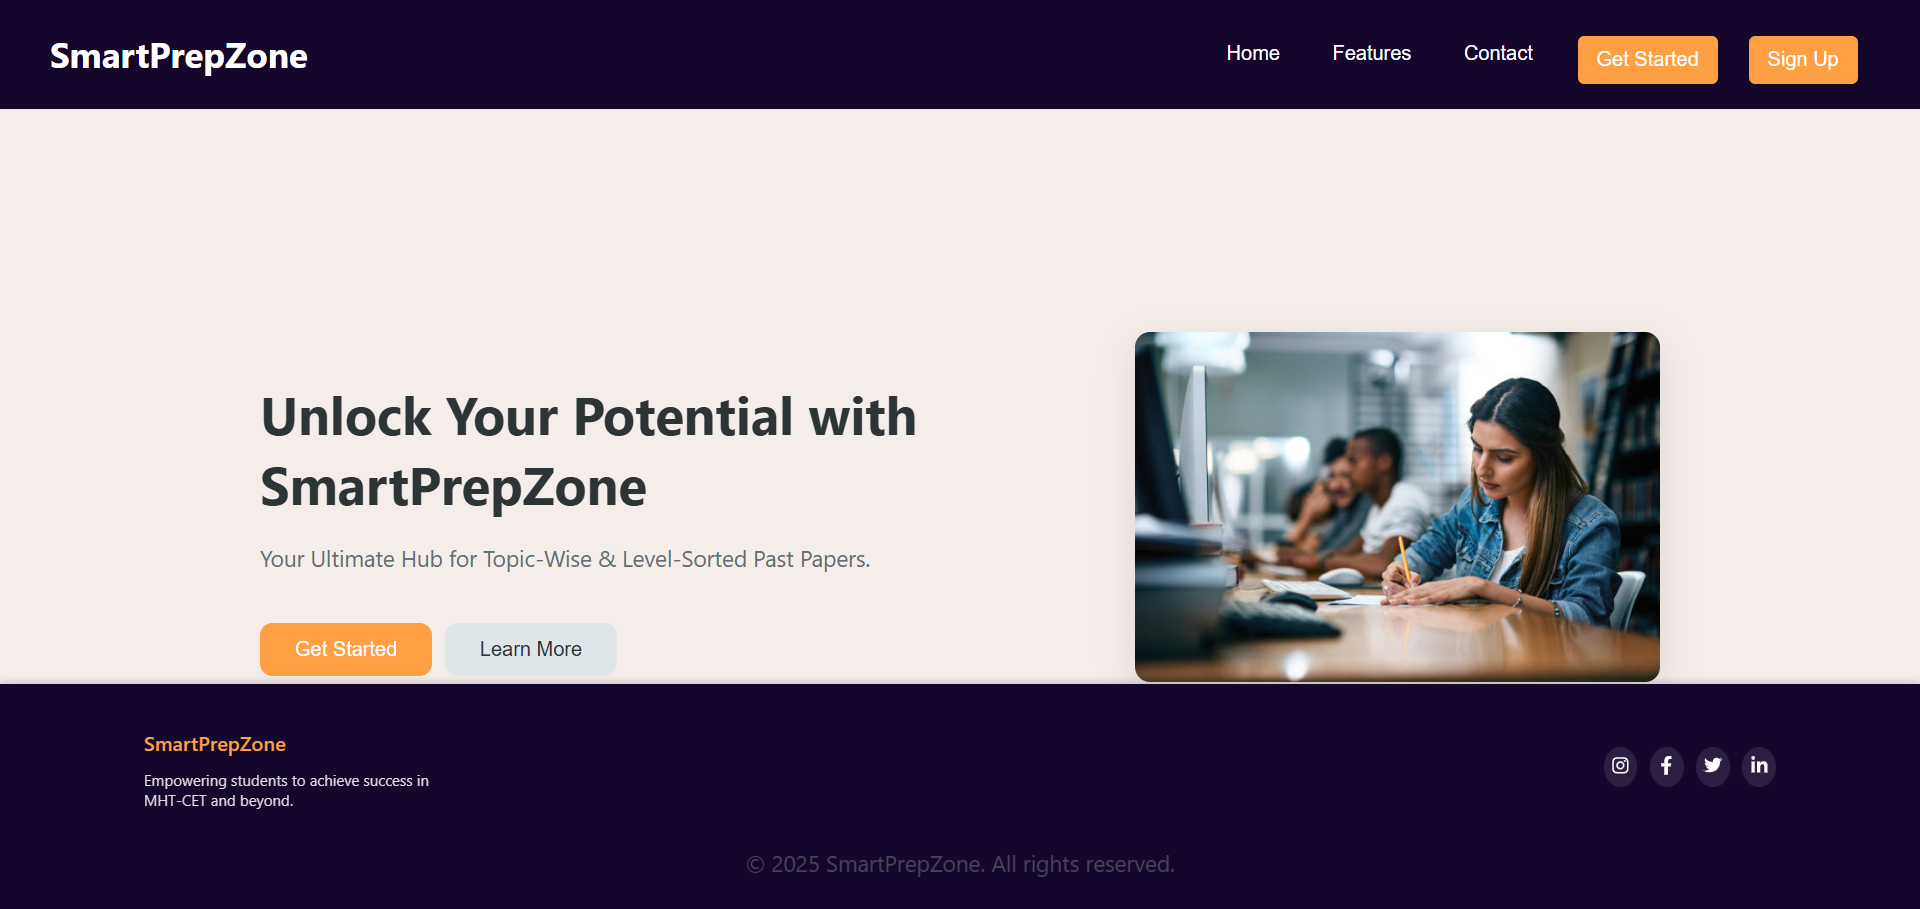 SmartPrepZone
Home
Features
Contact
Get Started
Sign Up
Unlock Your Potential with
SmartPrepZone
Your Ultimate Hub for Topic-Wise & Level-Sorted Past Papers.
Get Started
Learn More
SmartPrepZone
Empowering students to achieve success in
MHT-CET and beyond.
© 2025 SmartPrepZone. All rights reserved.